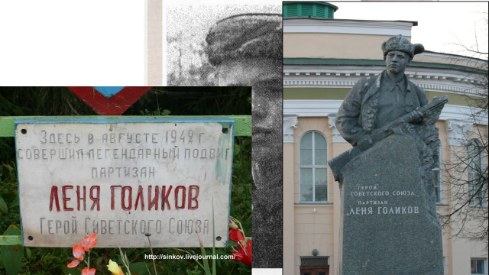 ЗДЕСЬ В АВГУСТЕ 1942 Г
СОВЕРШИЛ ЛЕГЕНДАРНЫЙ ПОДВИГ
ПАРТИЗАН
ЛЕНЯ ГОЛИКОВ
ГЕРОЙ СОВЕТСКОГО СОЮЗА
http://sinkov.livejournal.com/
ГЕРОЙ
СОВЕТСКОГО СОЮЗА
ПАРТИЗАН
ЛЕНЯ ГОЛИКОВ